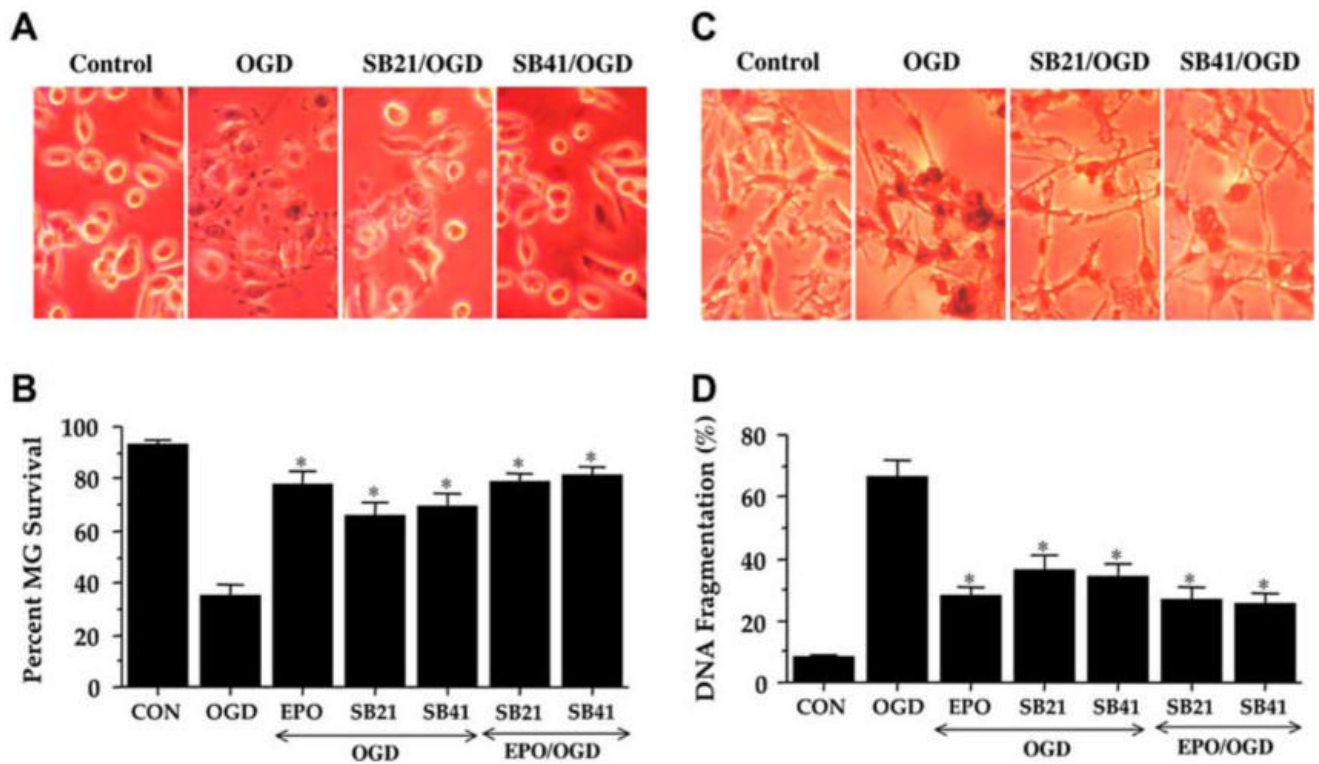 A
Control OGD SB21/OGD SB41/OGD
B
Percent MG Survival
100
80
60
40
20
0
* * * * *
CON OGD EPO SB21 SB41 SB21 SB41
OGD EPO/OGD
C
Control OGD SB21/OGD SB41/OGD
D
DNA Fragmentation (%)
80
60
40
20
0
* * * * *
CON OGD EPO SB21 SB41 SB21 SB41
OGD EPO/OGD